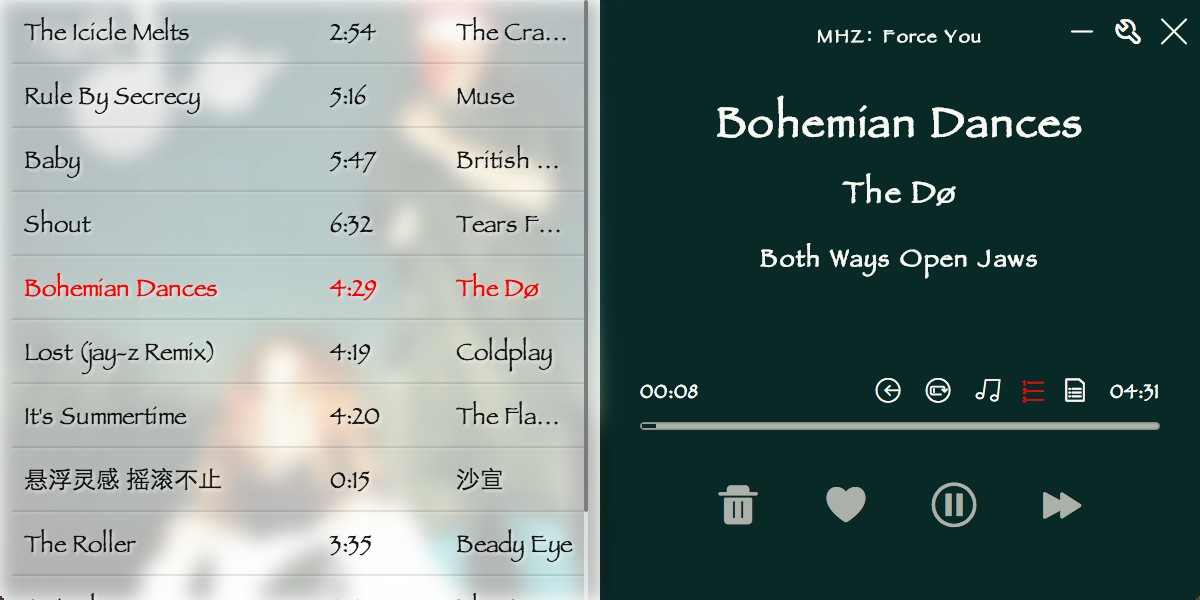 The Icicle Melts 2:54 The Cra...
Rule By Secrecy 5:16 Muse
Baby 5:47 British ...
Shout 6:32 Tears F...
Bohemian Dances 4:29 The Dø
Lost (jay-z Remix) 4:19 Coldplay
It's Summertime 4:20 The Fla...
悬浮灵感 摇滚不止 0:15 沙宣
The Roller 3:35 Beady Eye
MHZ: Force You
Bohemian Dances
The Dø
Both Ways Open Jaws
00:08 04:31